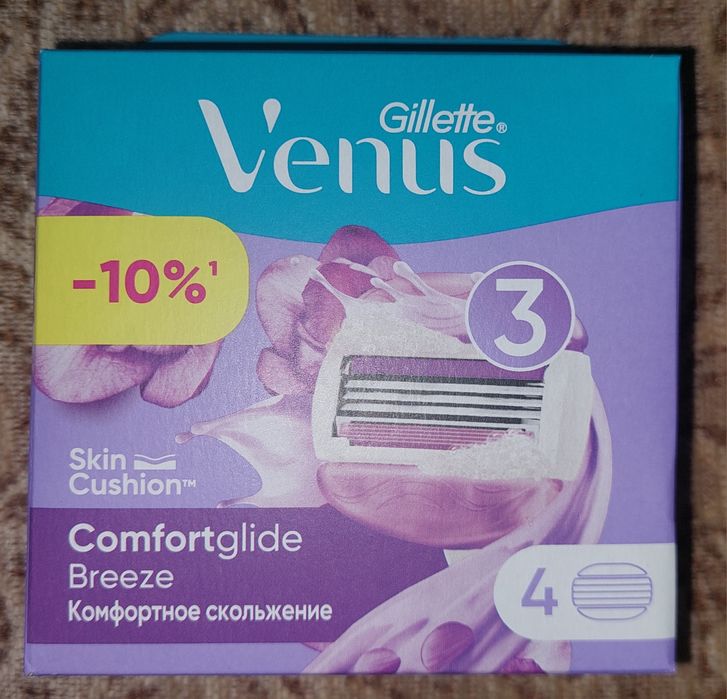 Gillette®
Venus
-10%¹
3
Skin
Cushion™
Comfortglide
Breeze
Комфортное скольжение
4